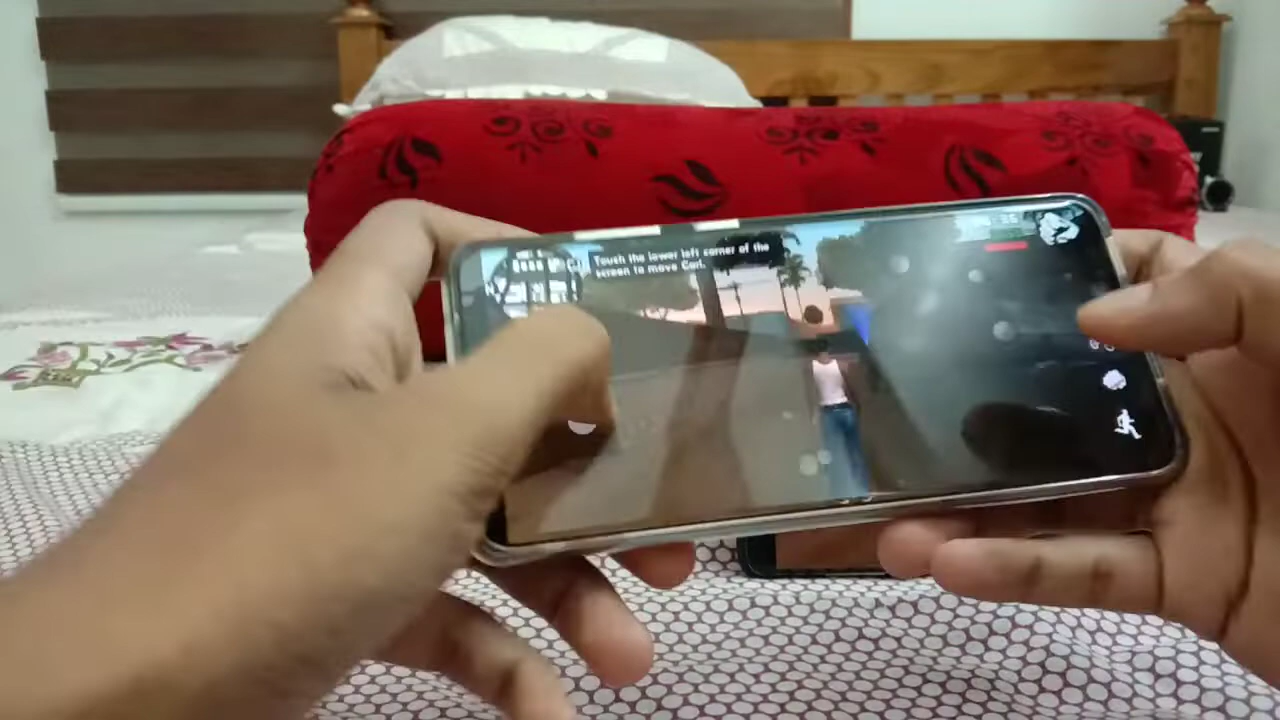 Touch the lower left corner of the
screen to move Carl.